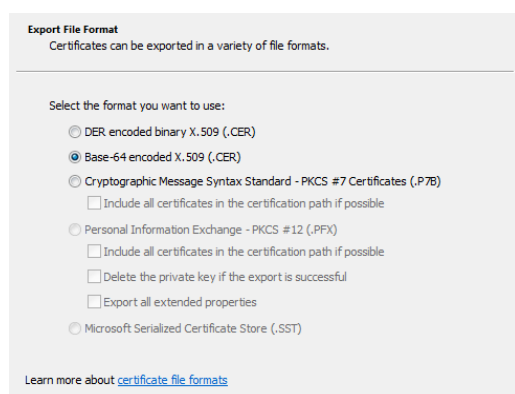 Export File Format
Certificates can be exported in a variety of file formats.
Select the format you want to use:
DER encoded binary X.509 (.CER)
Base-64 encoded X.509 (.CER)
Cryptographic Message Syntax Standard - PKCS #7 Certificates (.P7B)
Include all certificates in the certification path if possible
Personal Information Exchange - PKCS #12 (.PFX)
Include all certificates in the certification path if possible
Delete the private key if the export is successful
Export all extended properties
Microsoft Serialized Certificate Store (.SST)
Learn more about certificate file formats